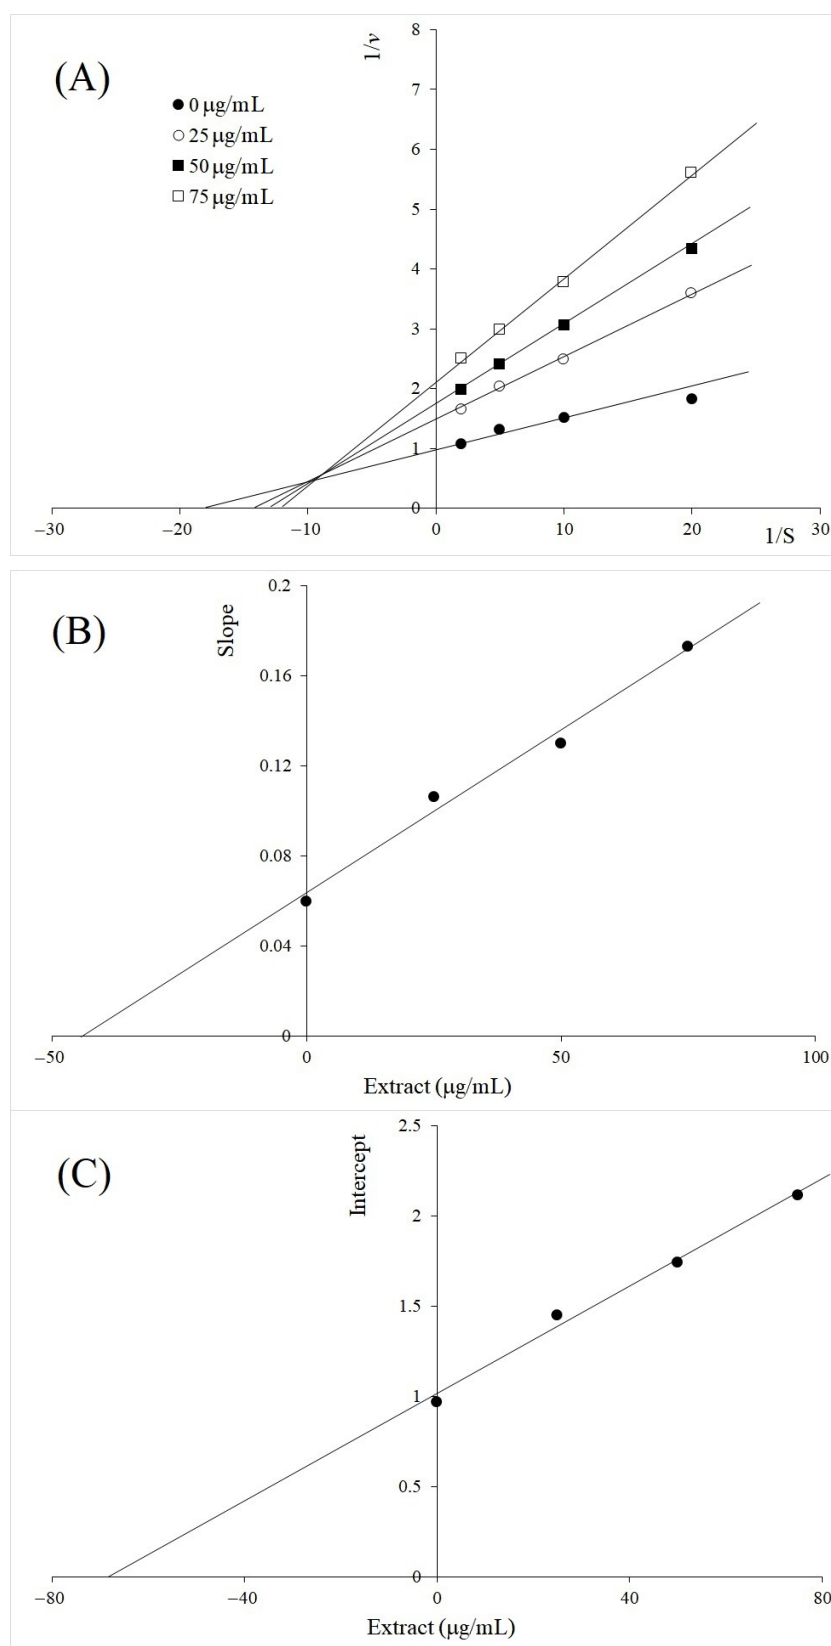 (A)
1/v
0 µg/mL
25 µg/mL
50 µg/mL
75 µg/mL
8
7
6
5
4
3
2
1
0
−30
−20
−10
0
10
20
30
1/S
(B)
Slope
0.2
0.16
0.12
0.08
0.04
0
−50
0
50
100
Extract (µg/mL)
(C)
Intercept
2.5
2
1.5
1
0.5
0
−80
−40
0
40
80
Extract (µg/mL)